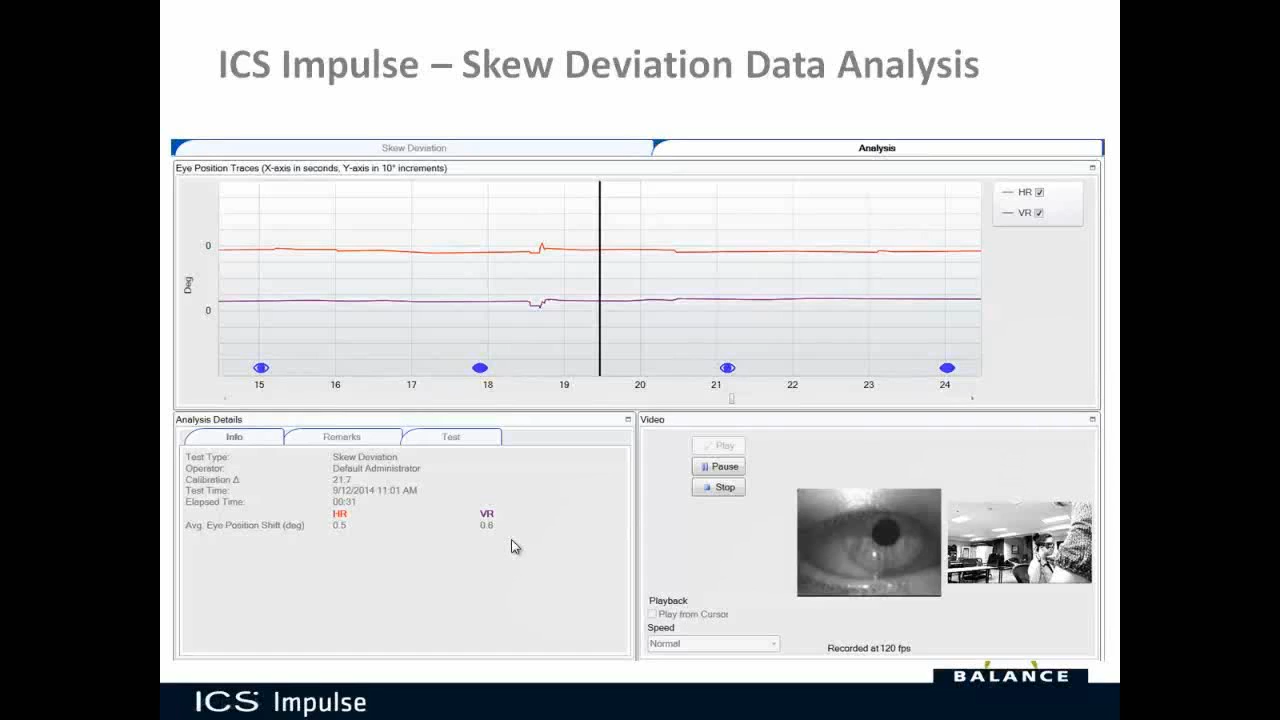 ICS Impulse – Skew Deviation Data Analysis
Skew Deviation
Analysis
Eye Position Traces (X-axis in seconds, Y-axis in 10° increments)
HR
VR
0
Deg
0
15 16 17 18 19 20 21 22 23 24
Analysis Details
Info Remarks Test
Test Type: Skew Deviation
Operator: Default Administrator
Calibration Δ 21.7
Test Time: 9/12/2014 11:01 AM
Elapsed Time: 00:31
HR VR
Avg. Eye Position Shift (deg) 0.5 0.6
Video
Play
Pause
Stop
Playback
Play from Cursor
Speed
Normal
Recorded at 120 fps
BALANCE
ICS Impulse